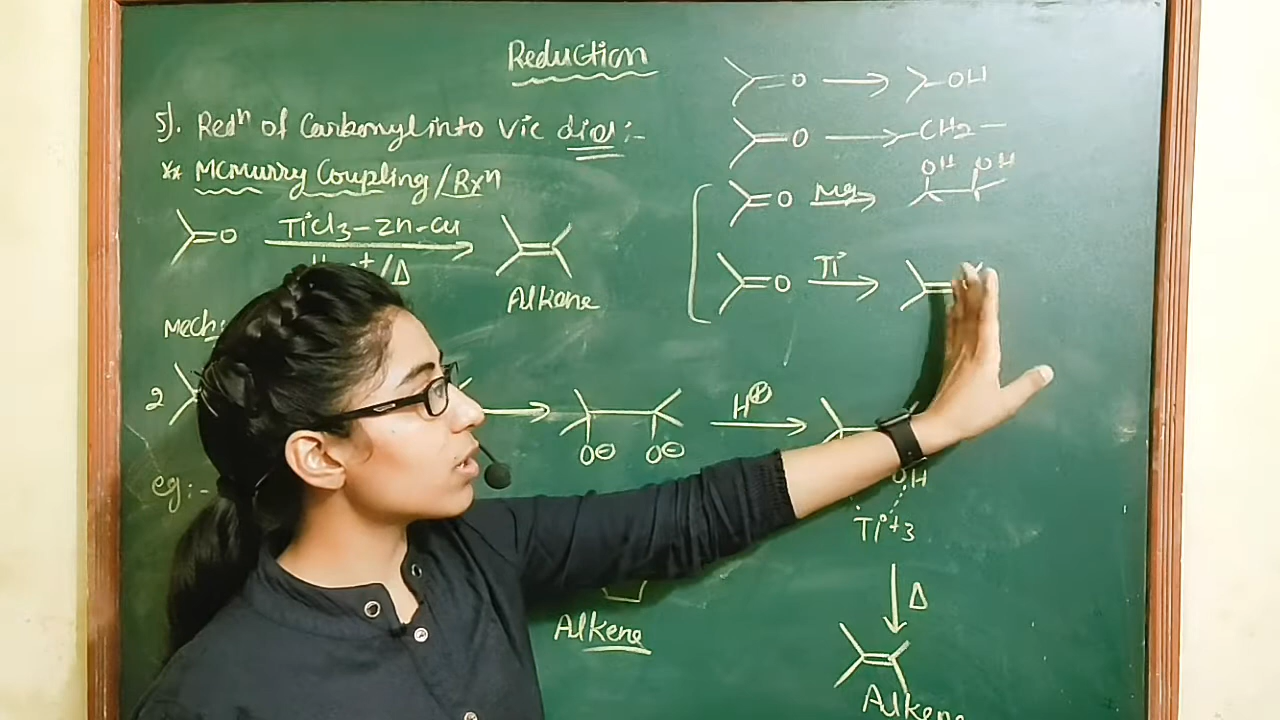 Reduction
5). Redⁿ of Carbonyl into Vic diol :-
** McMurry Coupling / Rxⁿ
=O TiCl3-Zn-Cu
/Δ
Alkene
Mech:
2
O⊖ O⊖
H⊕
OH
Ti+3
Δ
Alkene
eg:-
Alkene
=O → -OH
=O → -CH2-
=O Mg → OH OH
=O Ti →